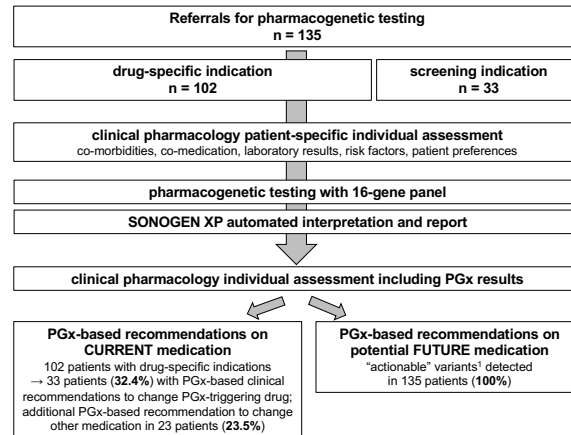 Referrals for pharmacogenetic testing
n = 135
drug-specific indication
n = 102
screening indication
n = 33
clinical pharmacology patient-specific individual assessment
co-morbidities, co-medication, laboratory results, risk factors, patient preferences
pharmacogenetic testing with 16-gene panel
SONOGEN XP automated interpretation and report
clinical pharmacology individual assessment including PGx results
PGx-based recommendations on
CURRENT medication
102 patients with drug-specific indications
→ 33 patients (32.4%) with PGx-based clinical
recommendations to change PGx-triggering drug;
additional PGx-based recommendation to change
other medication in 23 patients (23.5%)
PGx-based recommendations on
potential FUTURE medication
“actionable” variants¹ detected
in 135 patients (100%)